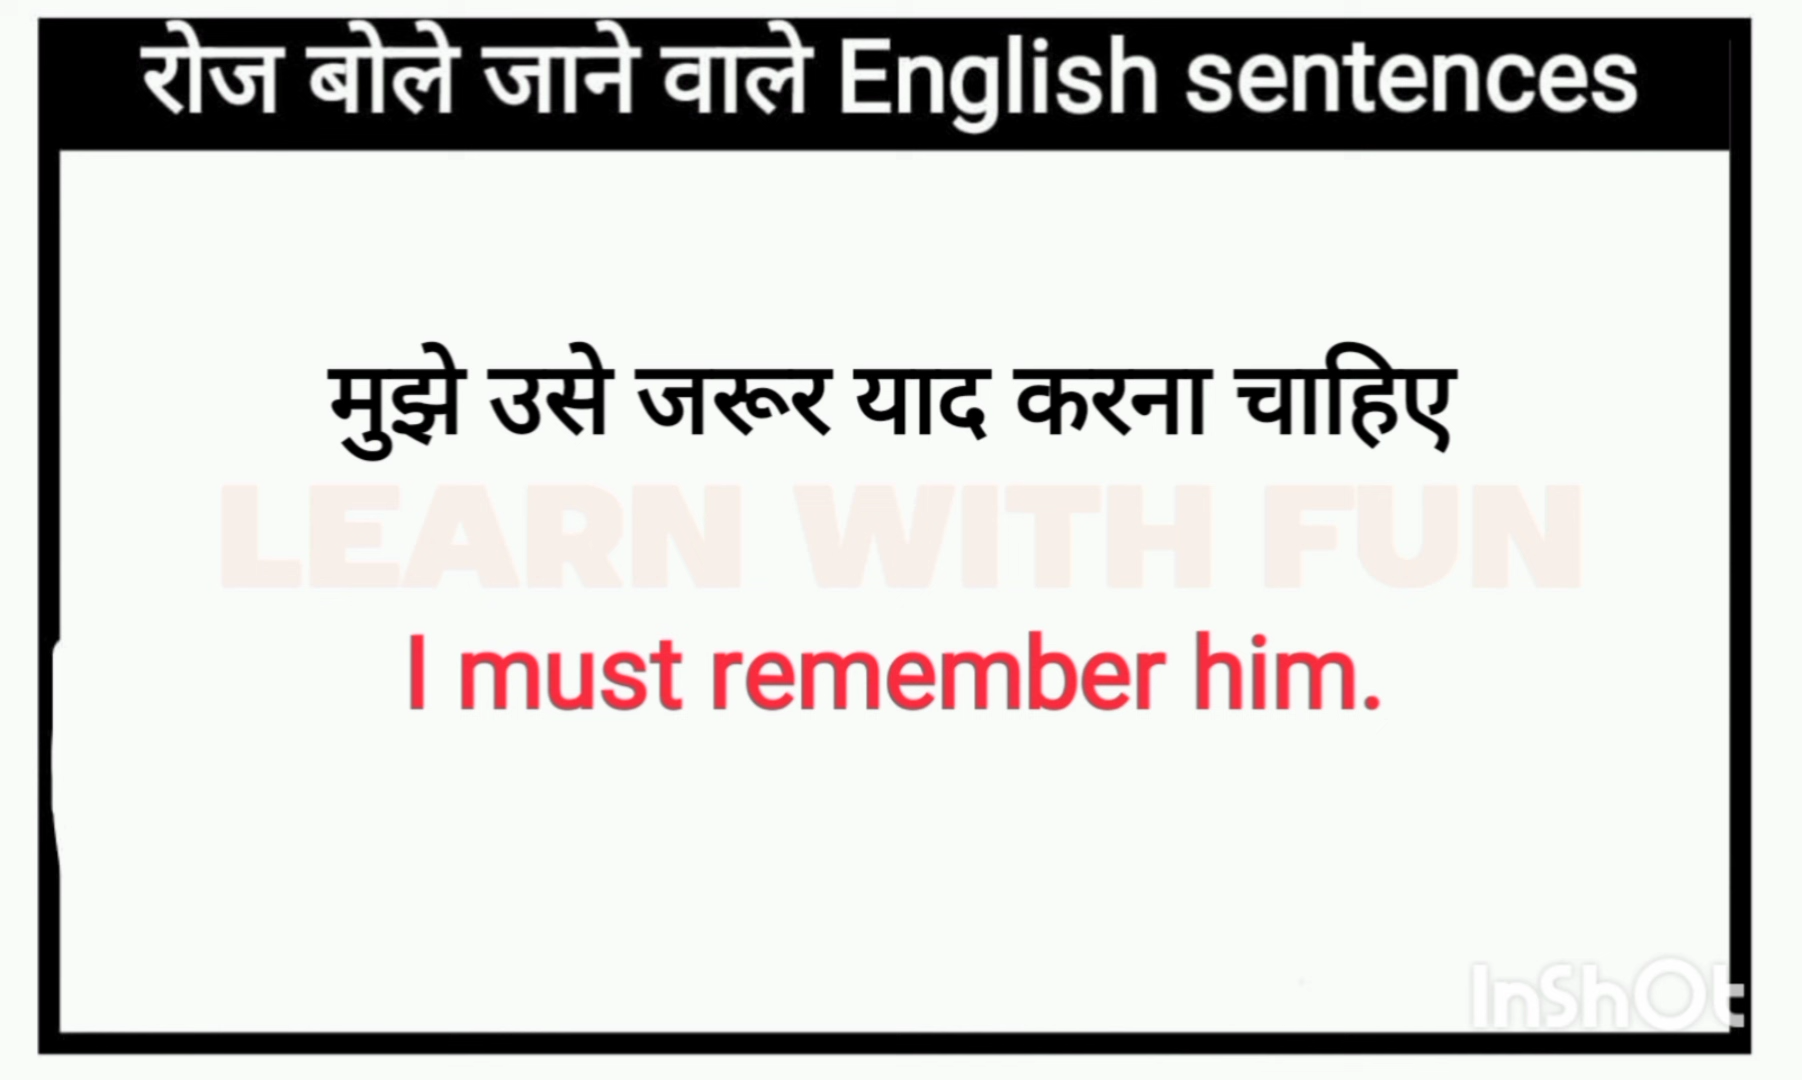 रोज बोले जाने वाले English sentences
मुझे उसे जरूर याद करना चाहिए
LEARN WITH FUN
I must remember him.
InShOt